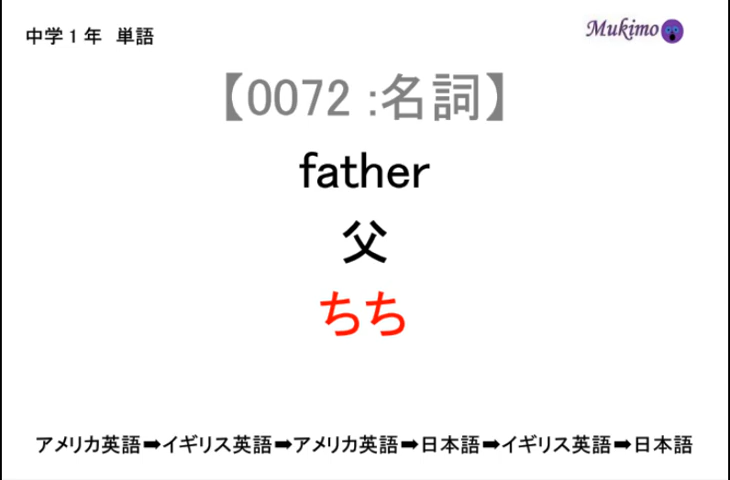 中学１年 単語
Mukimo
【0072 :名詞】
father
父
ちち
アメリカ英語➡イギリス英語➡アメリカ英語➡日本語➡イギリス英語➡日本語